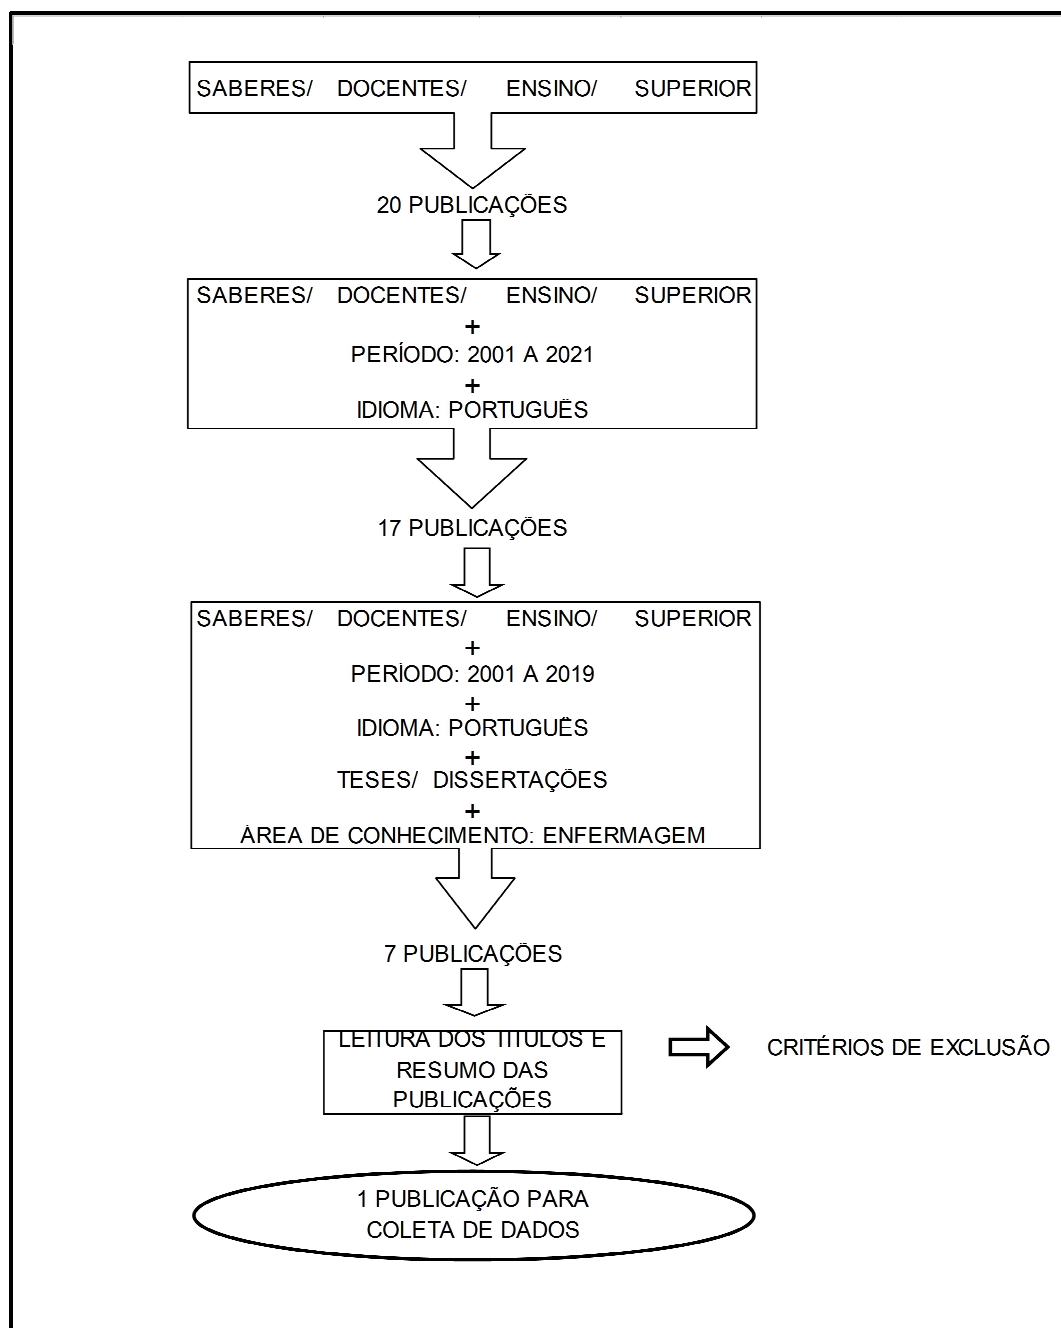 SABERES/ DOCENTES/ ENSINO/ SUPERIOR
20 PUBLICAÇÕES
SABERES/ DOCENTES/ ENSINO/ SUPERIOR
+
PERÍODO: 2001 A 2021
+
IDIOMA: PORTUGUÊS
17 PUBLICAÇÕES
SABERES/ DOCENTES/ ENSINO/ SUPERIOR
+
PERÍODO: 2001 A 2019
+
IDIOMA: PORTUGUÊS
+
TESES/ DISSERTAÇÕES
+
ÁREA DE CONHECIMENTO: ENFERMAGEM
7 PUBLICAÇÕES
LEITURA DOS TÍTULOS E
RESUMO DAS
PUBLICAÇÕES
CRITÉRIOS DE EXCLUSÃO
1 PUBLICAÇÃO PARA
COLETA DE DADOS